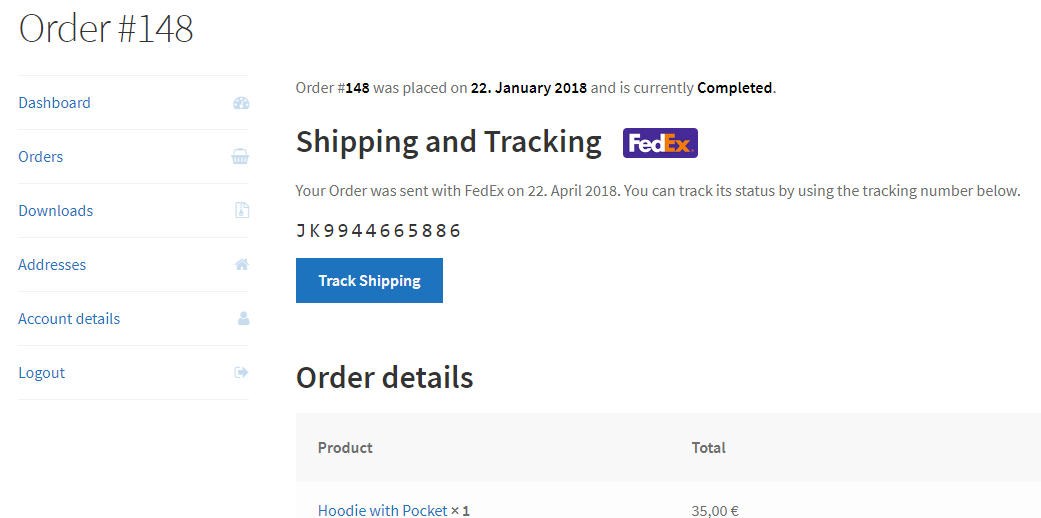 Order #148
Dashboard
Orders
Downloads
Addresses
Account details
Logout
Order #148 was placed on 22. January 2018 and is currently Completed.
Shipping and Tracking FedEx.
Your Order was sent with FedEx on 22. April 2018. You can track its status by using the tracking number below.
JK9944665886
Track Shipping
Order details
Product Total
Hoodie with Pocket × 1 35,00 €